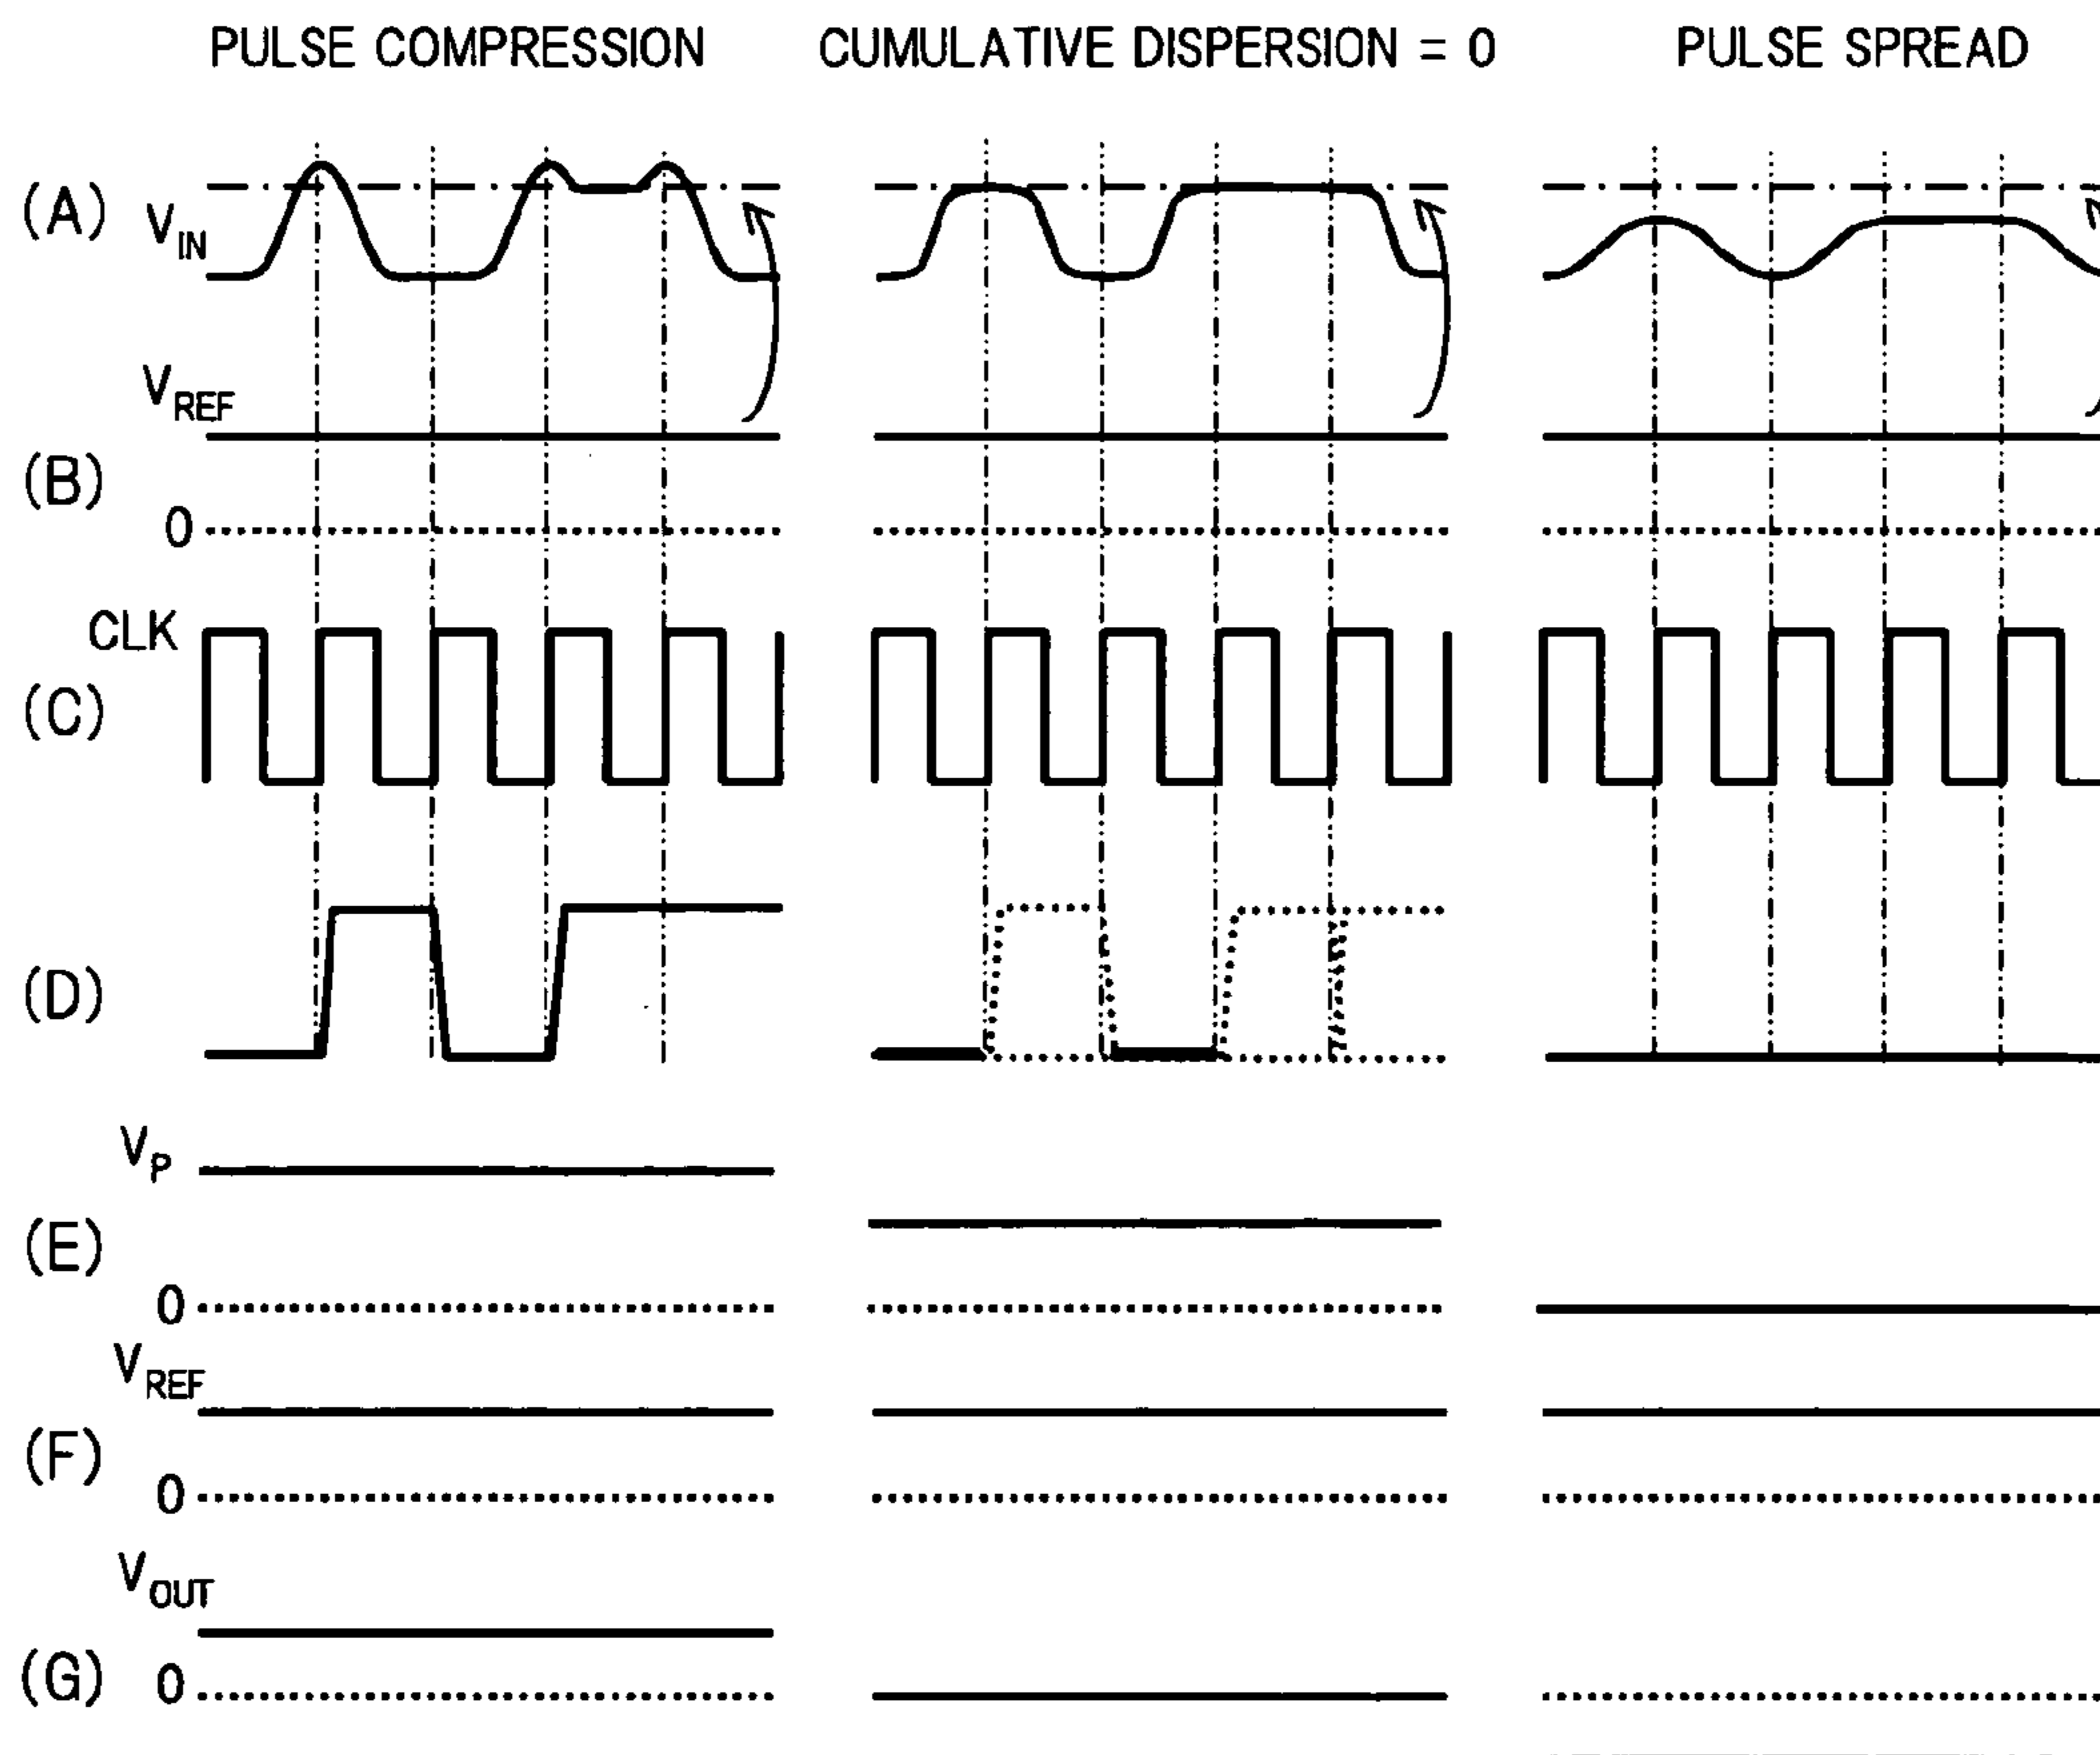 PULSE COMPRESSION CUMULATIVE DISPERSION = 0 PULSE SPREAD
(A) VIN
VREF
(B)
0
CLK
(C)
(D)
VP
(E)
0
VREF
(F)
0
VOUT
(G) 0